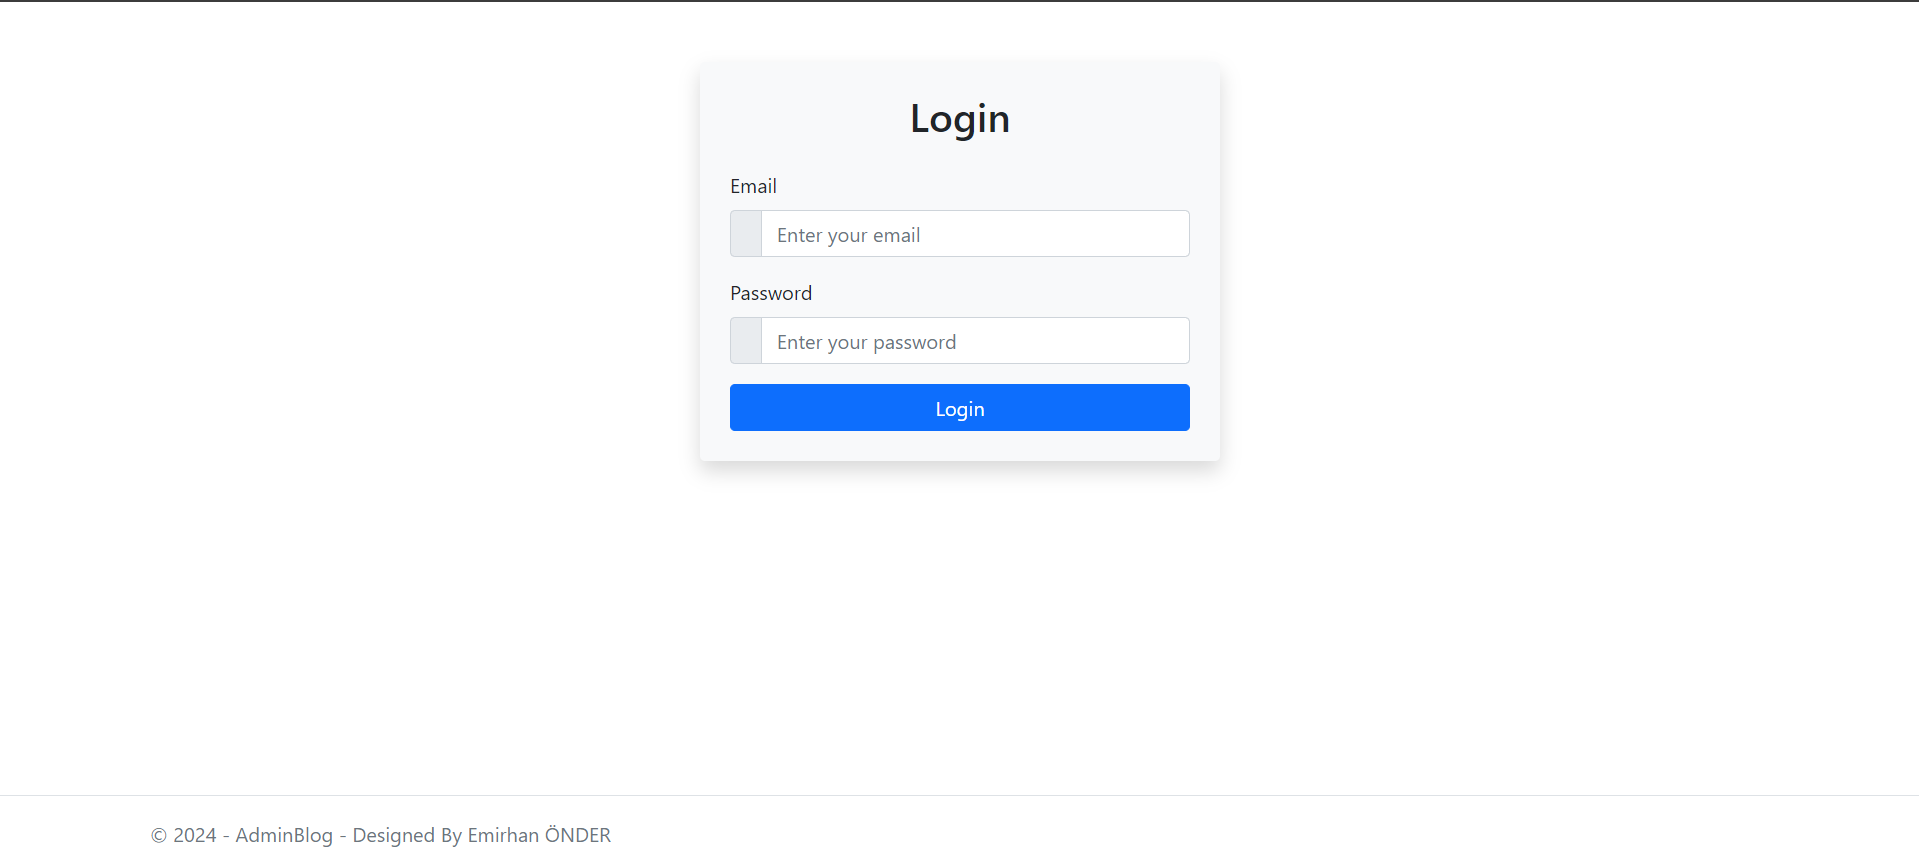 Login
Email
Enter your email
Password
Enter your password
Login
© 2024 - AdminBlog - Designed By Emirhan ÖNDER